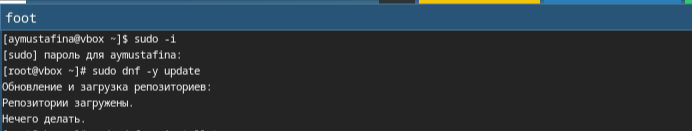 foot
[aymustafina@vbox ~]$ sudo -i
[sudo] пароль для aymustafina:
[root@vbox ~]# sudo dnf -y update
Обновление и загрузка репозиториев:
Репозитории загружены.
Нечего делать.